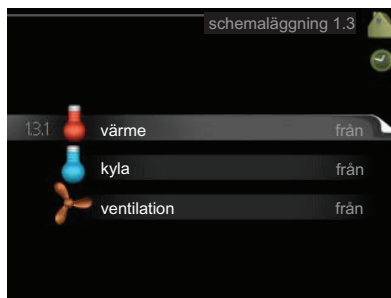 schemaläggning 1.3
1.3.1 värme från
kyla från
ventilation från